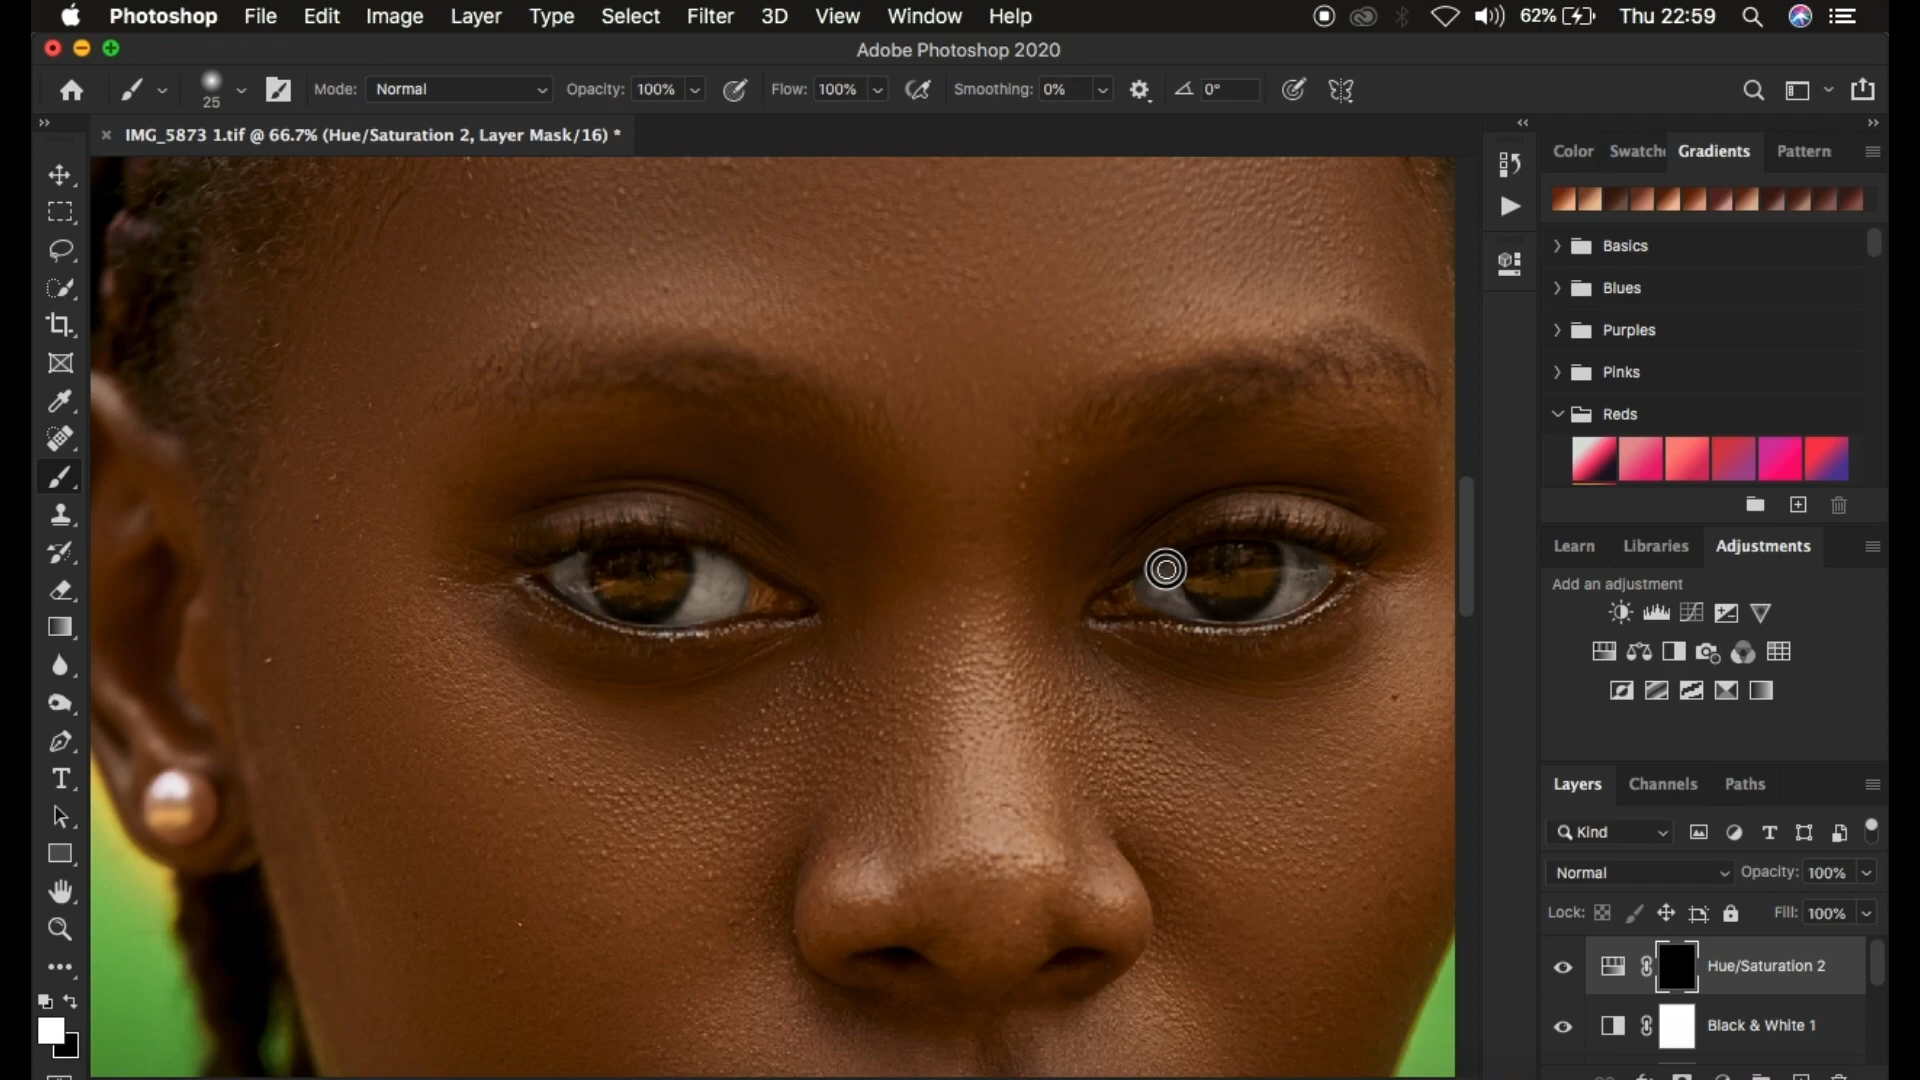 Photoshop File Edit Image Layer Type Select Filter 3D View Window Help 62% Thu 22:59
Adobe Photoshop 2020
25 Mode: Normal Opacity: 100% Flow: 100% Smoothing: 0% 0°
IMG_5873 1.tif @ 66.7% (Hue/Saturation 2, Layer Mask/16) *
Color Swatch Gradients Pattern
Basics
Blues
Purples
Pinks
Reds
Learn Libraries Adjustments
Add an adjustment
Layers Channels Paths
Kind
Normal Opacity: 100%
Lock: Fill: 100%
Hue/Saturation 2
Black & White 1